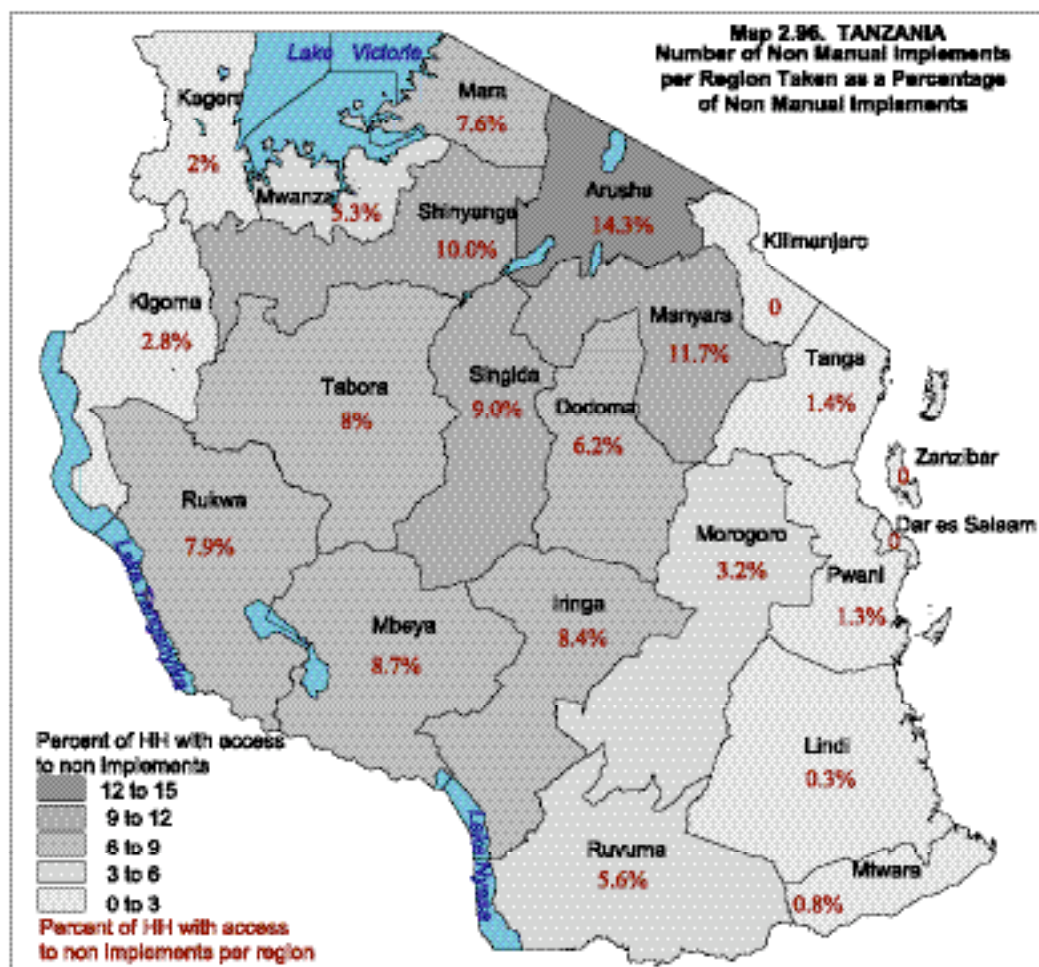 Map 2.96. TANZANIA
Number of Non Manual Implements
per Region Taken as a Percentage
of Non Manual Implements
Lake Victoria
Kagera
2%
Mara
7.6%
Mwanza
5.3%
Shinyanga
10.0%
Arusha
14.3%
Kilimanjaro
0
Kigoma
2.8%
Tabora
8%
Singida
9.0%
Dodoma
6.2%
Manyara
11.7%
Tanga
1.4%
Zanzibar
0
Dar es Salaam
0
Rukwa
7.9%
Morogoro
3.2%
Pwani
1.3%
Lake Tanganyika
Mbeya
8.7%
Iringa
8.4%
Lindi
0.3%
Lake Nyasa
Ruvuma
5.6%
Mtwara
0.8%
Percent of HH with access
to non Implements
12 to 15
9 to 12
6 to 9
3 to 6
0 to 3
Percent of HH with access
to non Implements per region